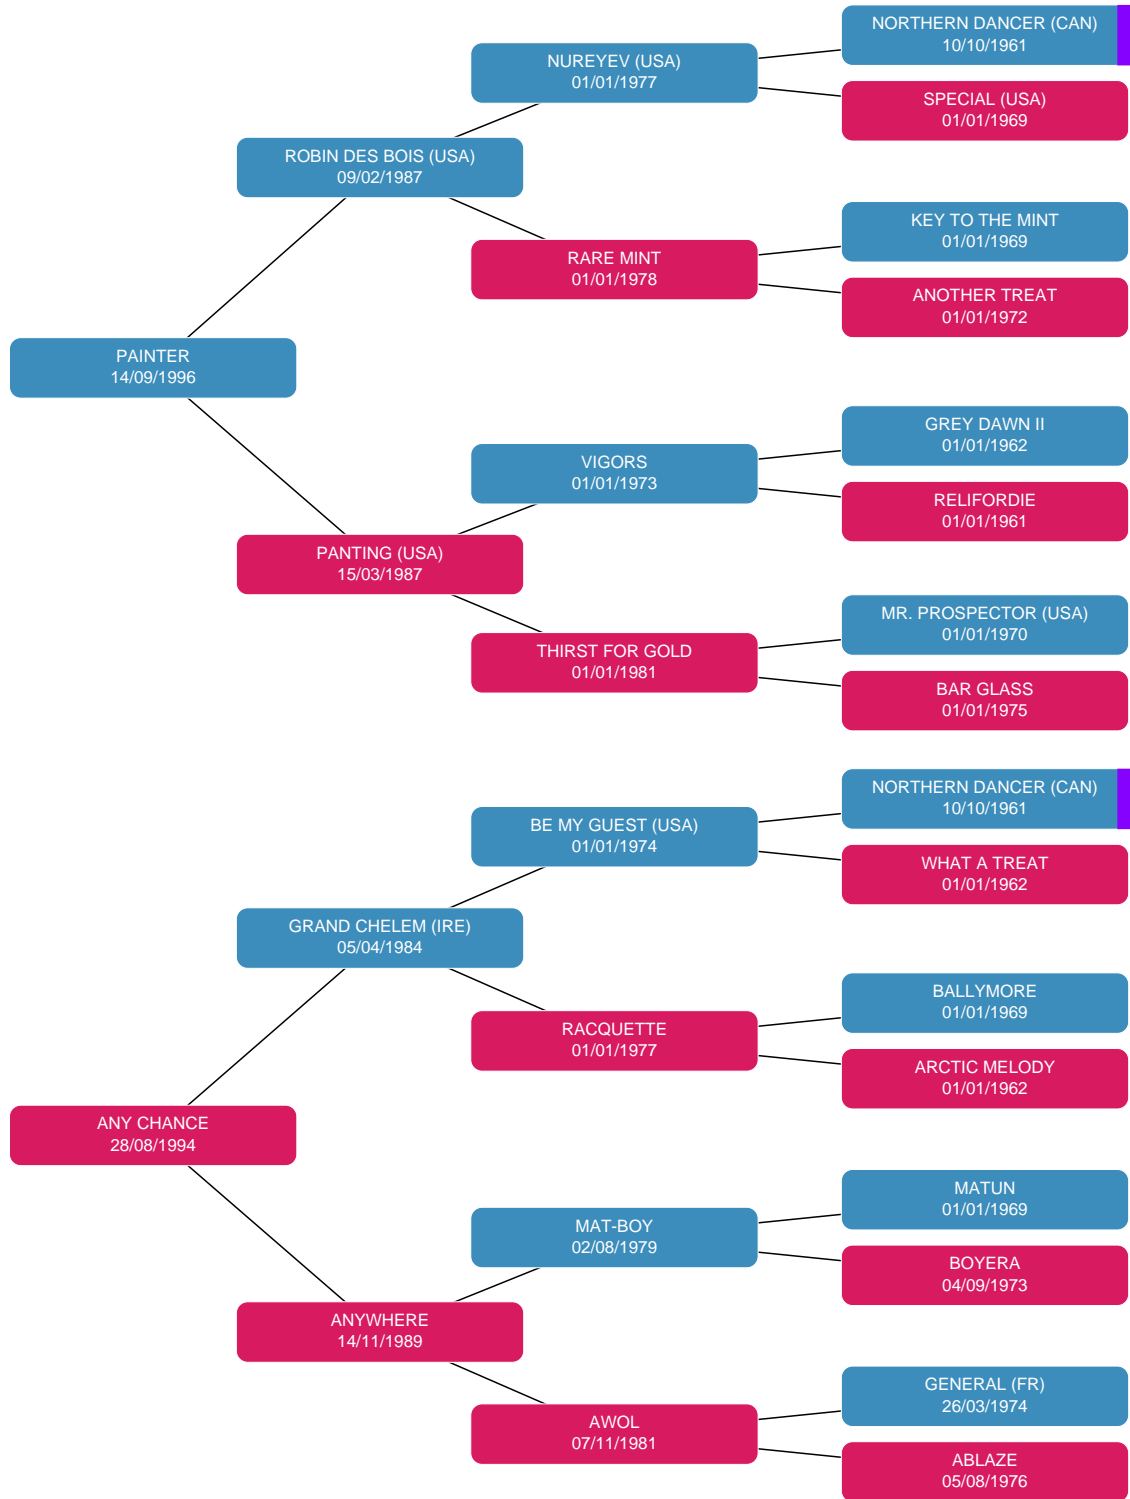 NORTHERN DANCER (CAN)
10/10/1961
NUREYEV (USA)
01/01/1977
SPECIAL (USA)
01/01/1969
ROBIN DES BOIS (USA)
09/02/1987
KEY TO THE MINT
01/01/1969
RARE MINT
01/01/1978
ANOTHER TREAT
01/01/1972
PAINTER
14/09/1996
GREY DAWN II
01/01/1962
VIGORS
01/01/1973
RELIFORDIE
01/01/1961
PANTING (USA)
15/03/1987
MR. PROSPECTOR (USA)
01/01/1970
THIRST FOR GOLD
01/01/1981
BAR GLASS
01/01/1975
NORTHERN DANCER (CAN)
10/10/1961
BE MY GUEST (USA)
01/01/1974
WHAT A TREAT
01/01/1962
GRAND CHELEM (IRE)
05/04/1984
BALLYMORE
01/01/1969
RACQUETTE
01/01/1977
ARCTIC MELODY
01/01/1962
ANY CHANCE
28/08/1994
MATUN
01/01/1969
MAT-BOY
02/08/1979
BOYERA
04/09/1973
ANYWHERE
14/11/1989
GENERAL (FR)
26/03/1974
AWOL
07/11/1981
ABLAZE
05/08/1976